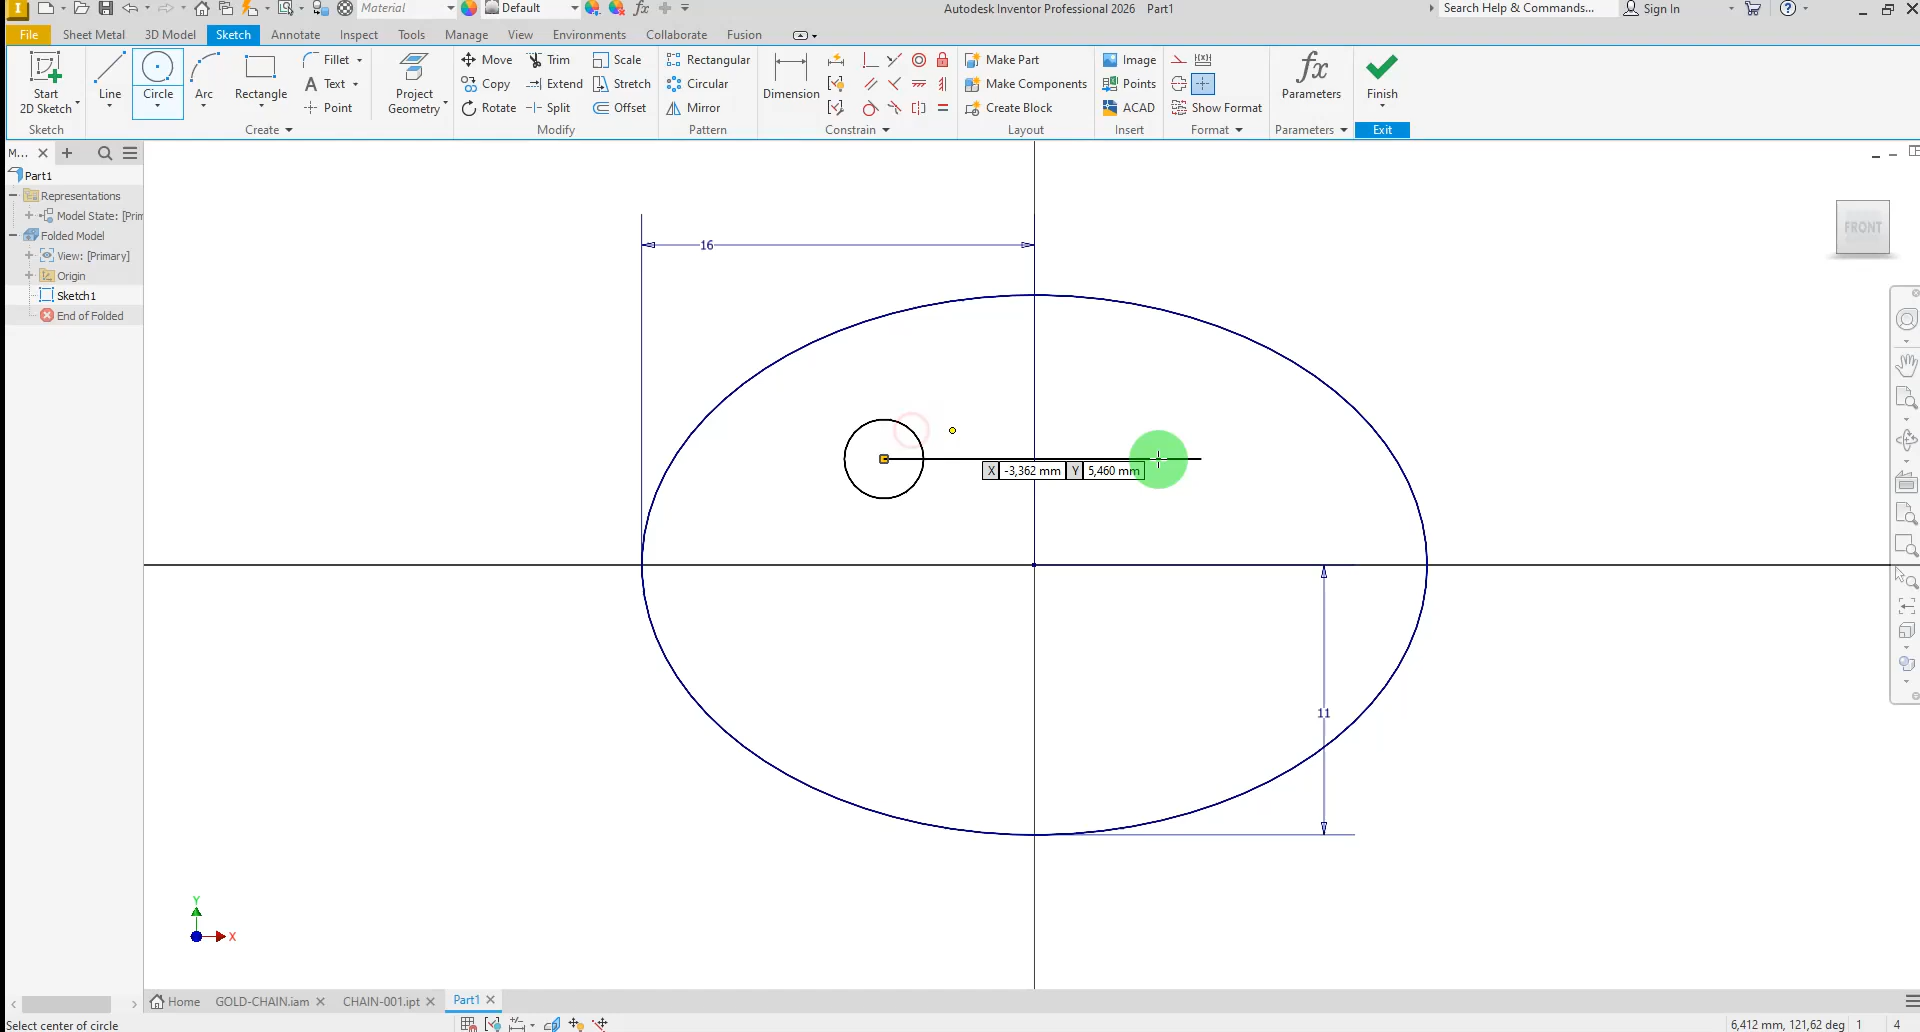 Material
Default
fx
Autodesk Inventor Professional 2026 Part1
Search Help & Commands...
Sign In
File Sheet Metal 3D Model Sketch Annotate Inspect Tools Manage View Environments Collaborate Fusion
Start
2D Sketch
Line
Circle
Arc
Rectangle
Fillet
Text
Point
Project
Geometry
Move
Copy
Rotate
Trim
Extend
Split
Scale
Stretch
Offset
Rectangular
Circular
Mirror
Dimension
Make Part
Make Components
Create Block
Image
Points
ACAD
Show Format
fx
Parameters
Finish
Sketch Create Modify Pattern Constrain Layout Insert Format Parameters Exit
M...
Part1
Representations
Model State: [Prim
Folded Model
View: [Primary]
Origin
Sketch1
End of Folded
16
FRONT
X -3,362 mm Y 5,460 mm
11
Y
X
Home GOLD-CHAIN.iam CHAIN-001.ipt Part1
Select center of circle
6,412 mm, 121,62 deg 1 4